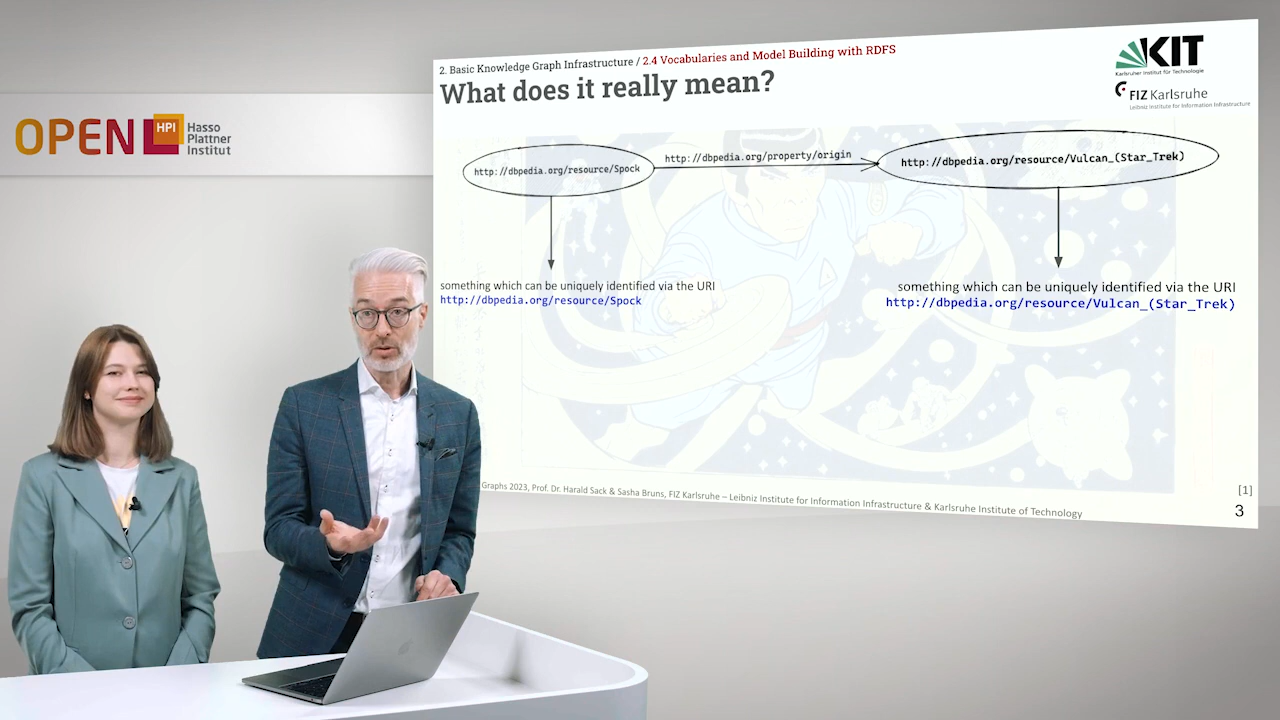 OPEN HPI Hasso
Plattner
Institut
2. Basic Knowledge Graph Infrastructure / 2.4 Vocabularies and Model Building with RDFS
What does it really mean?
KIT
Karlsruher Institut für Technologie
FIZ Karlsruhe
Leibniz Institute for Information Infrastructure
http://dbpedia.org/resource/Spock
http://dbpedia.org/property/origin
http://dbpedia.org/resource/Vulcan_(Star_Trek)
something which can be uniquely identified via the URI
http://dbpedia.org/resource/Spock
something which can be uniquely identified via the URI
http://dbpedia.org/resource/Vulcan_(Star_Trek)
Graphs 2023, Prof. Dr. Harald Sack & Sasha Bruns, FIZ Karlsruhe – Leibniz Institute for Information Infrastructure & Karlsruhe Institute of Technology
[1]
3